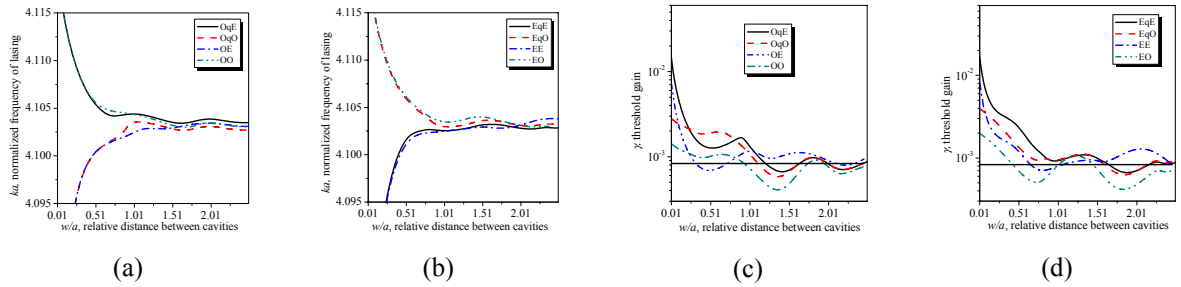 4.115
4.110
4.105
4.100
4.095
ka, normalized frequency of lasing
0.01 0.51 1.01 1.51 2.01
w/a, relative distance between cavities
OqE
OqO
OE
OO
(a)
4.115
4.110
4.105
4.100
4.095
ka, normalized frequency of lasing
0.01 0.51 1.01 1.51 2.01
w/a, relative distance between cavities
EqE
EqO
EE
EO
(b)
10⁻²
10⁻³
γ, threshold gain
0.01 0.51 1.01 1.51 2.01
w/a, relative distance between cavities
OqE
OqO
OE
OO
(c)
10⁻²
10⁻³
γ, threshold gain
0.01 0.51 1.01 1.51 2.01
w/a, relative distance between cavities
EqE
EqO
EE
EO
(d)